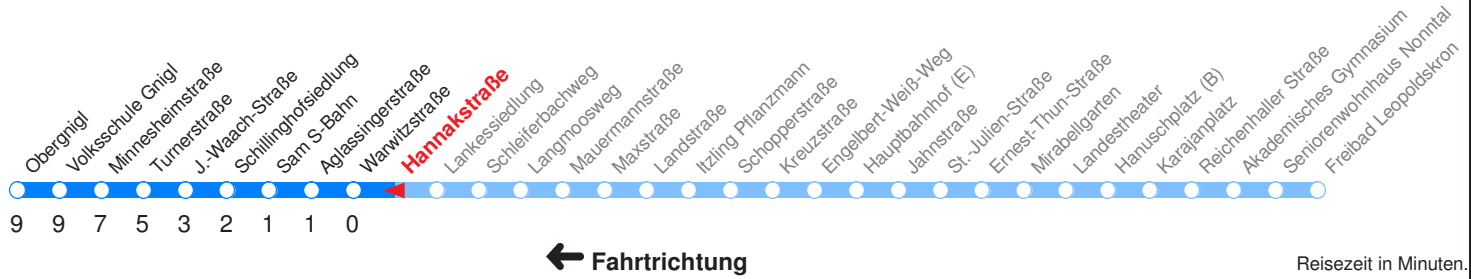 Obergnigl
Volksschule Gnigl
Minnesheimstraße
Turnerstraße
J.-Waach-Straße
Schillinghofsiedlung
Sam S-Bahn
Aglassingerstraße
Warwitzstraße
Hannakstraße
Lankessiedlung
Schleiferbachweg
Langmoosweg
Mauermannstraße
Maxstraße
Landstraße
Itzling Pflanzmann
Schopperstraße
Kreuzstraße
Engelbert-Weiß-Weg
Hauptbahnhof (E)
Jahnstraße
St.-Julien-Straße
Ernest-Thun-Straße
Mirabellgarten
Landestheater
Hanuschplatz (B)
Karajanplatz
Reichenhaller Straße
Akademisches Gymnasium
Seniorenwohnhaus Nonntal
Freibad Leopoldskron
9 9 7 5 3 2 1 1 0
Fahrtrichtung
Reisezeit in Minuten.